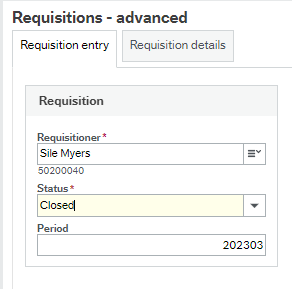 Requisitions - advanced
Requisition entry Requisition details
Requisition
Requisitioner*
Sile Myers
50200040
Status*
Closed
Period
202303